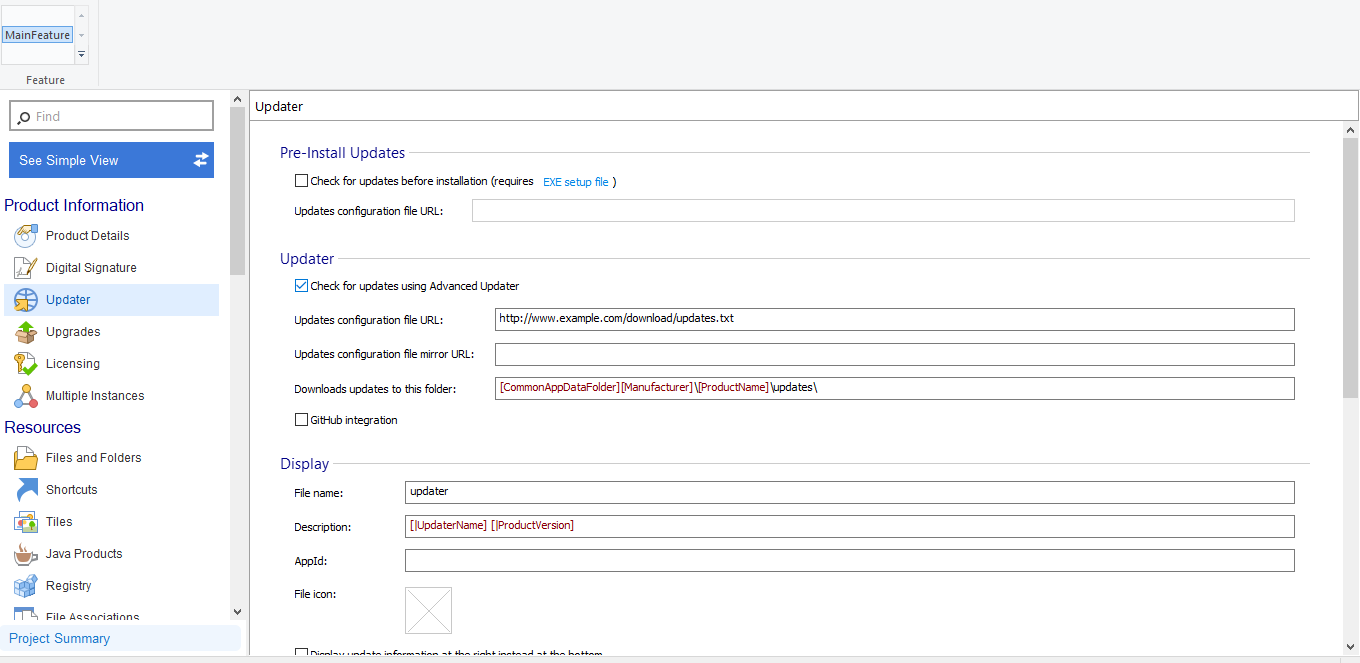 MainFeature
Feature
Find
See Simple View
Product Information
Product Details
Digital Signature
Updater
Upgrades
Licensing
Multiple Instances
Resources
Files and Folders
Shortcuts
Tiles
Java Products
Registry
File Associations
Project Summary
Updater
Pre-Install Updates
Check for updates before installation (requires EXE setup file )
Updates configuration file URL:
Updater
Check for updates using Advanced Updater
Updates configuration file URL: http://www.example.com/download/updates.txt
Updates configuration file mirror URL:
Downloads updates to this folder: [CommonAppDataFolder][Manufacturer]\[ProductName]\updates\
GitHub integration
Display
File name: updater
Description: [|UpdaterName] [|ProductVersion]
AppId:
File icon:
Display update information at the right instead at the bottom